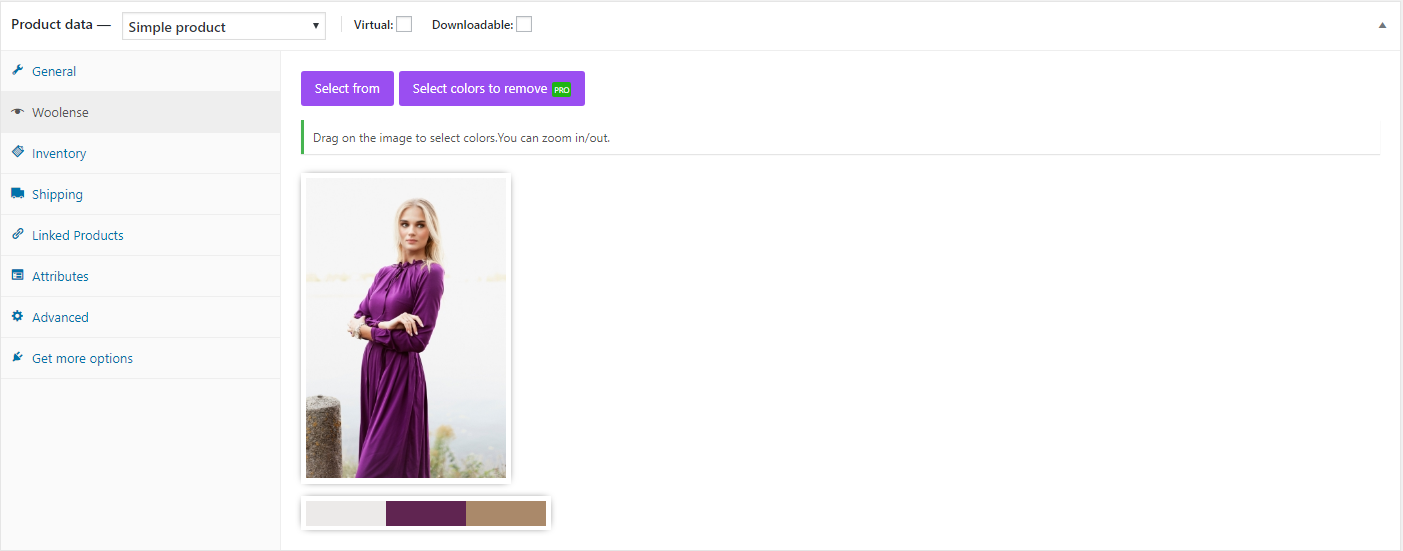 Product data — Simple product Virtual: Downloadable:
General
Woolense
Inventory
Shipping
Linked Products
Attributes
Advanced
Get more options
Select from Select colors to remove PRO
Drag on the image to select colors.You can zoom in/out.